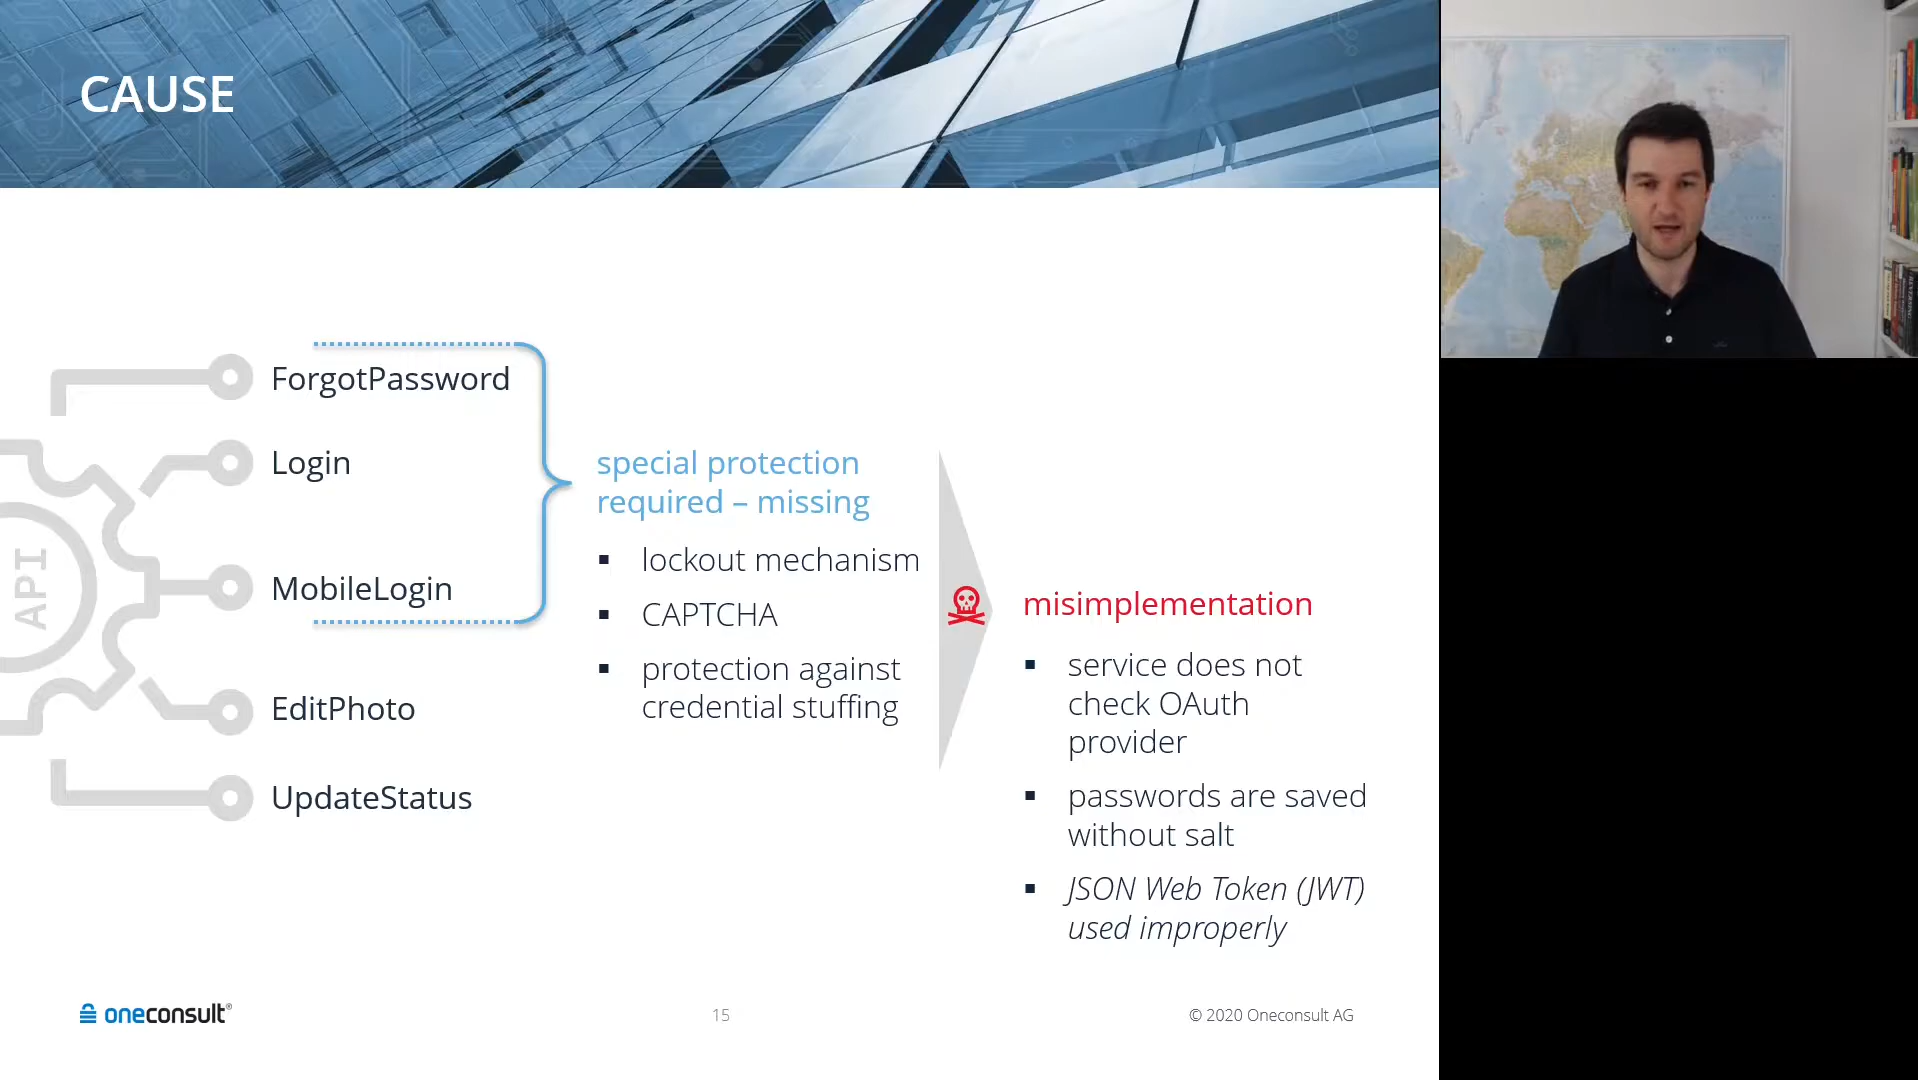 CAUSE
ForgotPassword
Login
MobileLogin
EditPhoto
UpdateStatus
API
special protection
required – missing
▪ lockout mechanism
▪ CAPTCHA
▪ protection against
credential stuffing
misimplementation
▪ service does not
check OAuth
provider
▪ passwords are saved
without salt
▪ JSON Web Token (JWT)
used improperly
oneconsult®
15
© 2020 Oneconsult AG